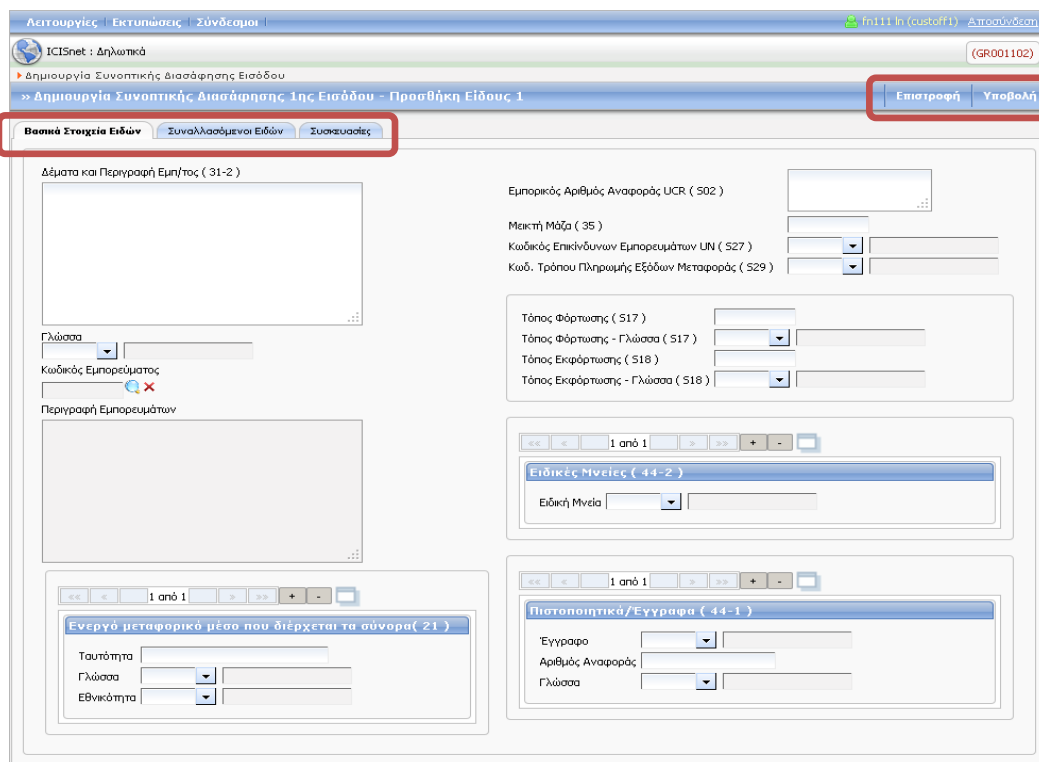 Λειτουργίες | Εκτυπώσεις | Σύνδεσμοι |
fn111 ln (custoff1) Αποσύνδεση
ICISnet : Δηλωτικά
(GR001102)
Δημιουργία Συνοπτικής Διασάφησης Εισόδου
» Δημιουργία Συνοπτικής Διασάφησης 1ης Εισόδου - Προσθήκη Είδους 1
Επιστροφή Υποβολή
Βασικά Στοιχεία Ειδών Συναλλασόμενοι Ειδών Συσκευασίες
Δέματα και Περιγραφή Εμπ/τος ( 31-2 )
Γλώσσα
Κωδικός Εμπορεύματος
Περιγραφή Εμπορευμάτων
<< < 1 από 1 > >> + -
Ενεργό μεταφορικό μέσο που διέρχεται τα σύνορα( 21 )
Ταυτότητα
Γλώσσα
Εθνικότητα
Εμπορικός Αριθμός Αναφοράς UCR ( S02 )
Μεικτή Μάζα ( 35 )
Κωδικός Επικίνδυνων Εμπορευμάτων UN ( S27 )
Κωδ. Τρόπου Πληρωμής Εξόδων Μεταφοράς ( S29 )
Τόπος Φόρτωσης ( S17 )
Τόπος Φόρτωσης - Γλώσσα ( S17 )
Τόπος Εκφόρτωσης ( S18 )
Τόπος Εκφόρτωσης - Γλώσσα ( S18 )
<< < 1 από 1 > >> + -
Ειδικές Μνείες ( 44-2 )
Ειδική Μνεία
<< < 1 από 1 > >> + -
Πιστοποιητικά/Έγγραφα ( 44-1 )
Έγγραφο
Αριθμός Αναφοράς
Γλώσσα